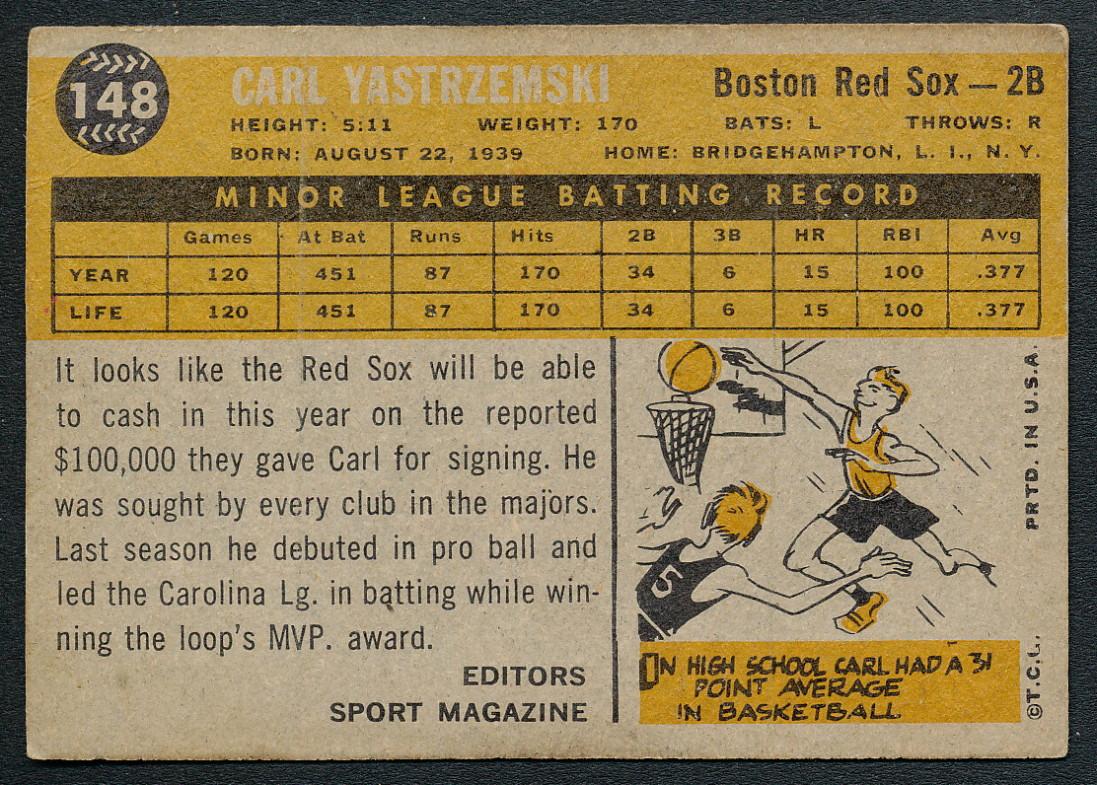 148
CARL YASTRZEMSKI
Boston Red Sox — 2B
HEIGHT: 5:11 WEIGHT: 170 BATS: L THROWS: R
BORN: AUGUST 22, 1939 HOME: BRIDGEHAMPTON, L. I., N. Y.
MINOR LEAGUE BATTING RECORD
Games At Bat Runs Hits 2B 3B HR RBI Avg
YEAR 120 451 87 170 34 6 15 100 .377
LIFE 120 451 87 170 34 6 15 100 .377
It looks like the Red Sox will be able
to cash in this year on the reported
$100,000 they gave Carl for signing. He
was sought by every club in the majors.
Last season he debuted in pro ball and
led the Carolina Lg. in batting while win-
ning the loop's MVP. award.
EDITORS
SPORT MAGAZINE
5
IN HIGH SCHOOL CARL HAD A 31
POINT AVERAGE
IN BASKETBALL
©T.C.G. PRTD. IN U.S.A.